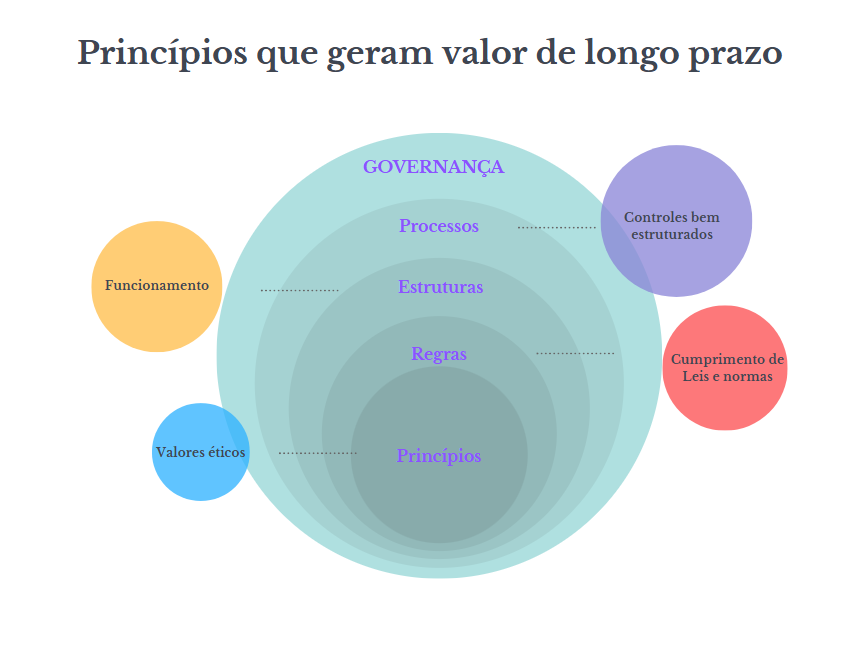 Princípios que geram valor de longo prazo
GOVERNANÇA
Processos
Controles bem
estruturados
Funcionamento
Estruturas
Regras
Cumprimento de
Leis e normas
Valores éticos
Princípios